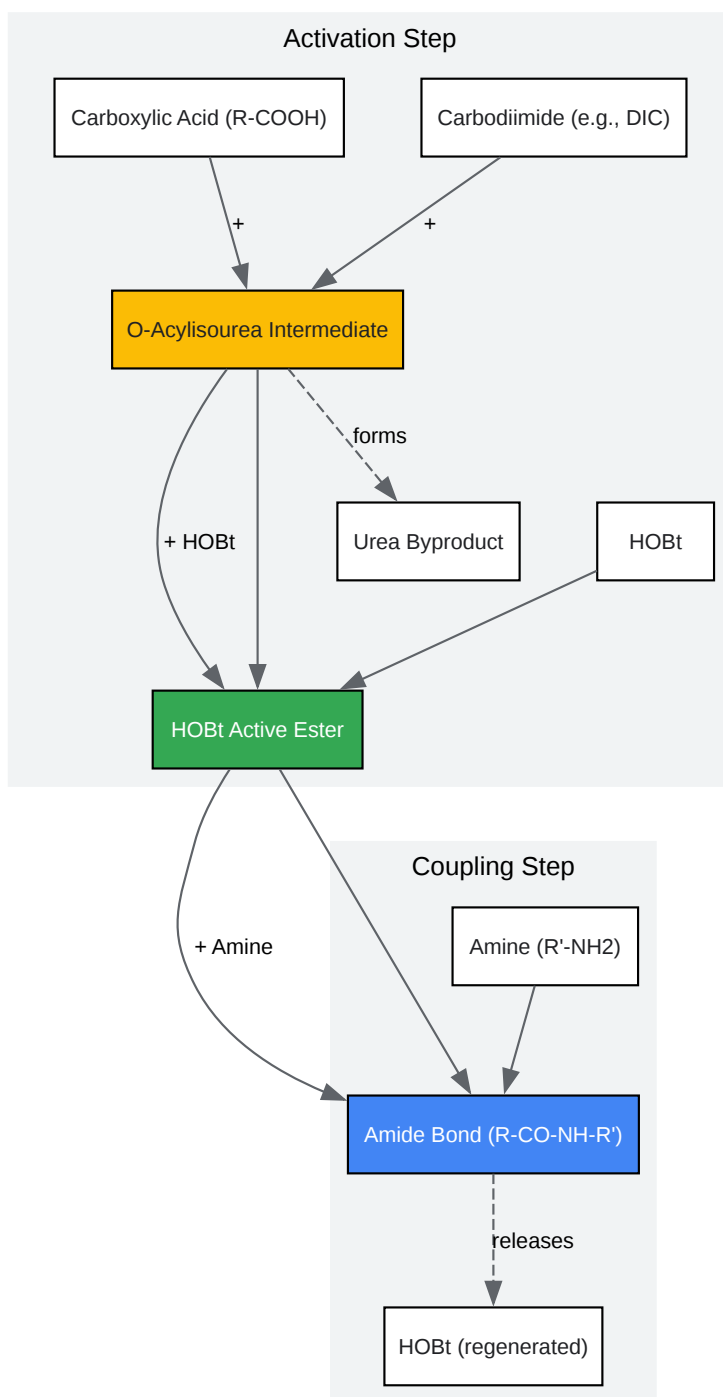 Activation Step
Carboxylic Acid (R-COOH)
Carbodiimide (e.g., DIC)
+
+
O-Acylisourea Intermediate
forms
+ HOBt
Urea Byproduct
HOBt
HOBt Active Ester
Coupling Step
Amine (R'-NH2)
+ Amine
Amide Bond (R-CO-NH-R')
releases
HOBt (regenerated)